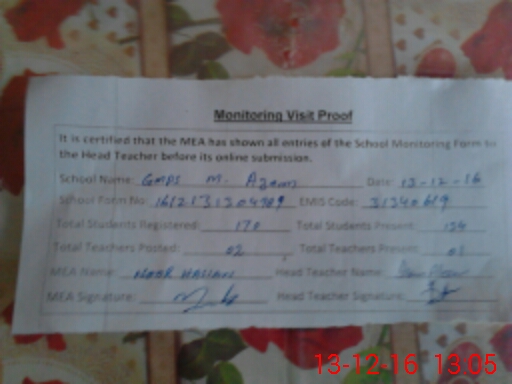 Monitoring Visit Proof
It is certified that the MEA has shown all entries of the School Monitoring Form to
the Head Teacher before its online submission.
School Name: GMPS M. Azam Date: 13-12-16
School Form No: EMIS Code: 31340619
Total Students Registered: 170 Total Students Present:
Total Teachers Posted: 02 Total Teachers Present: 01
MEA Name: NOOR HASSAN Head Teacher Name:
MEA Signature: Head Teacher Signature:
13-12-16 13:05